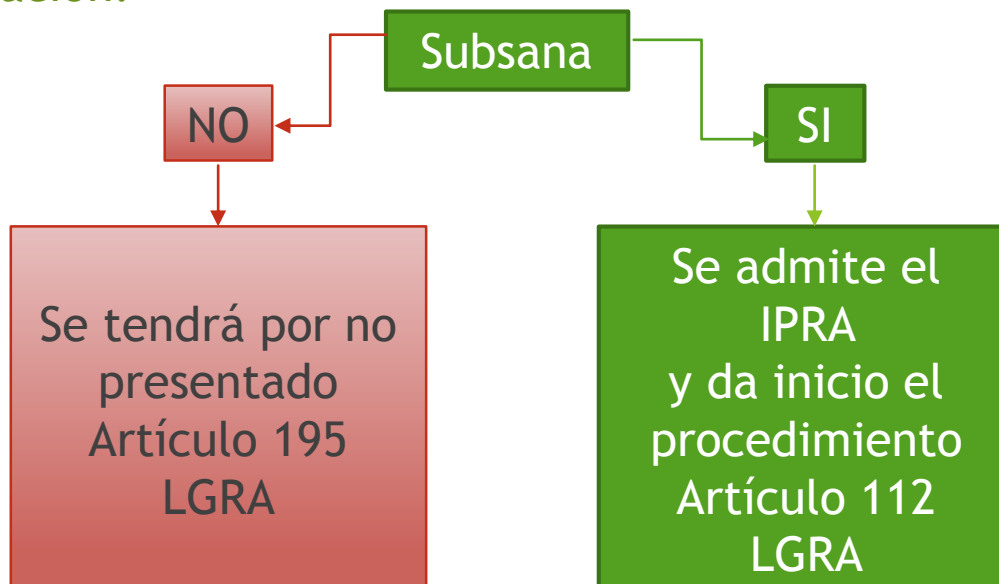 Subsana
NO
SI
Se tendrá por no
presentado
Artículo 195
LGRA
Se admite el
IPRA
y da inicio el
procedimiento
Artículo 112
LGRA